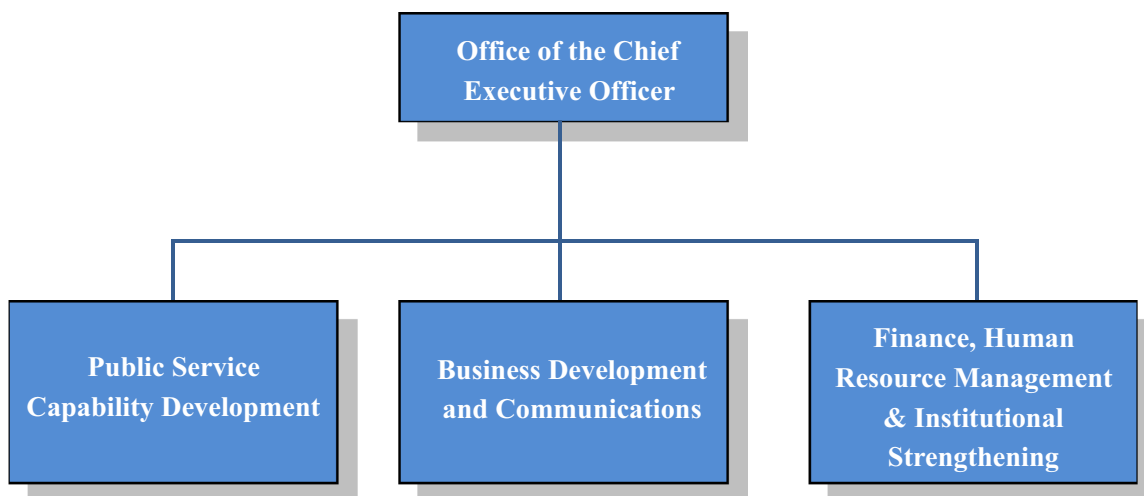 Office of the Chief
Executive Officer
Public Service
Capability Development
Business Development
and Communications
Finance, Human
Resource Management
& Institutional
Strengthening